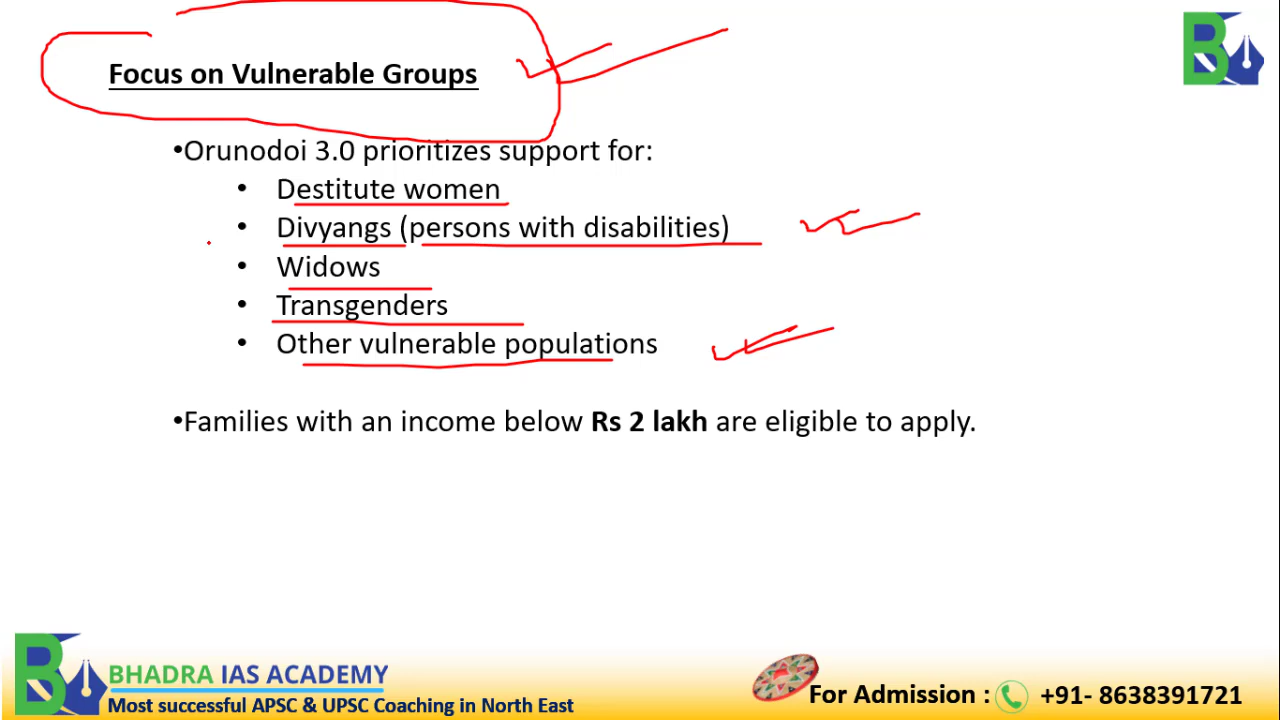 Focus on Vulnerable Groups
•Orunodoi 3.0 prioritizes support for:
• Destitute women
• Divyangs (persons with disabilities)
• Widows
• Transgenders
• Other vulnerable populations
•Families with an income below Rs 2 lakh are eligible to apply.
BHADRA IAS ACADEMY
Most successful APSC & UPSC Coaching in North East
For Admission : +91- 8638391721